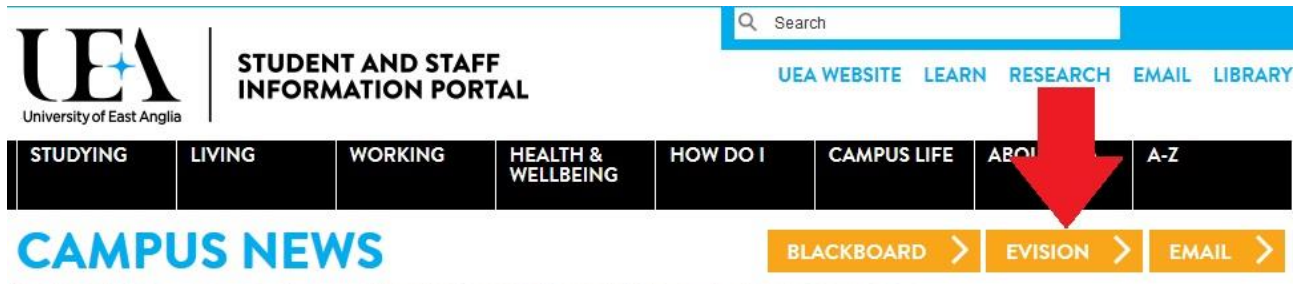 Search
UEA
University of East Anglia
STUDENT AND STAFF
INFORMATION PORTAL
UEA WEBSITE LEARN RESEARCH EMAIL LIBRARY
STUDYING LIVING WORKING HEALTH & WELLBEING HOW DO I CAMPUS LIFE A-Z
CAMPUS NEWS
BLACKBOARD EVISION EMAIL